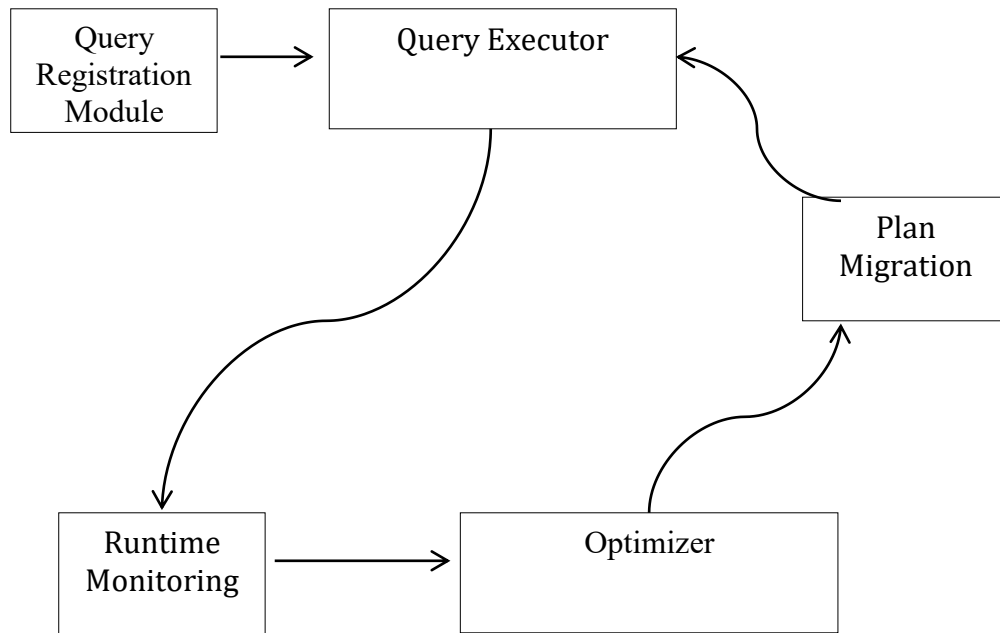 Query
Registration
Module
Query Executor
Plan
Migration
Runtime
Monitoring
Optimizer